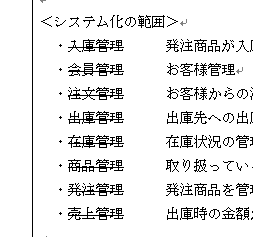 ＜システム化の範囲＞
・入庫管理　発注商品が入
・会員管理　お客様管理
・注文管理　お客様からの
・出庫管理　出庫先への出
・在庫管理　在庫状況の管
・商品管理　取り扱ってい
・発注管理　発注商品を管
・売上管理　出庫時の金額